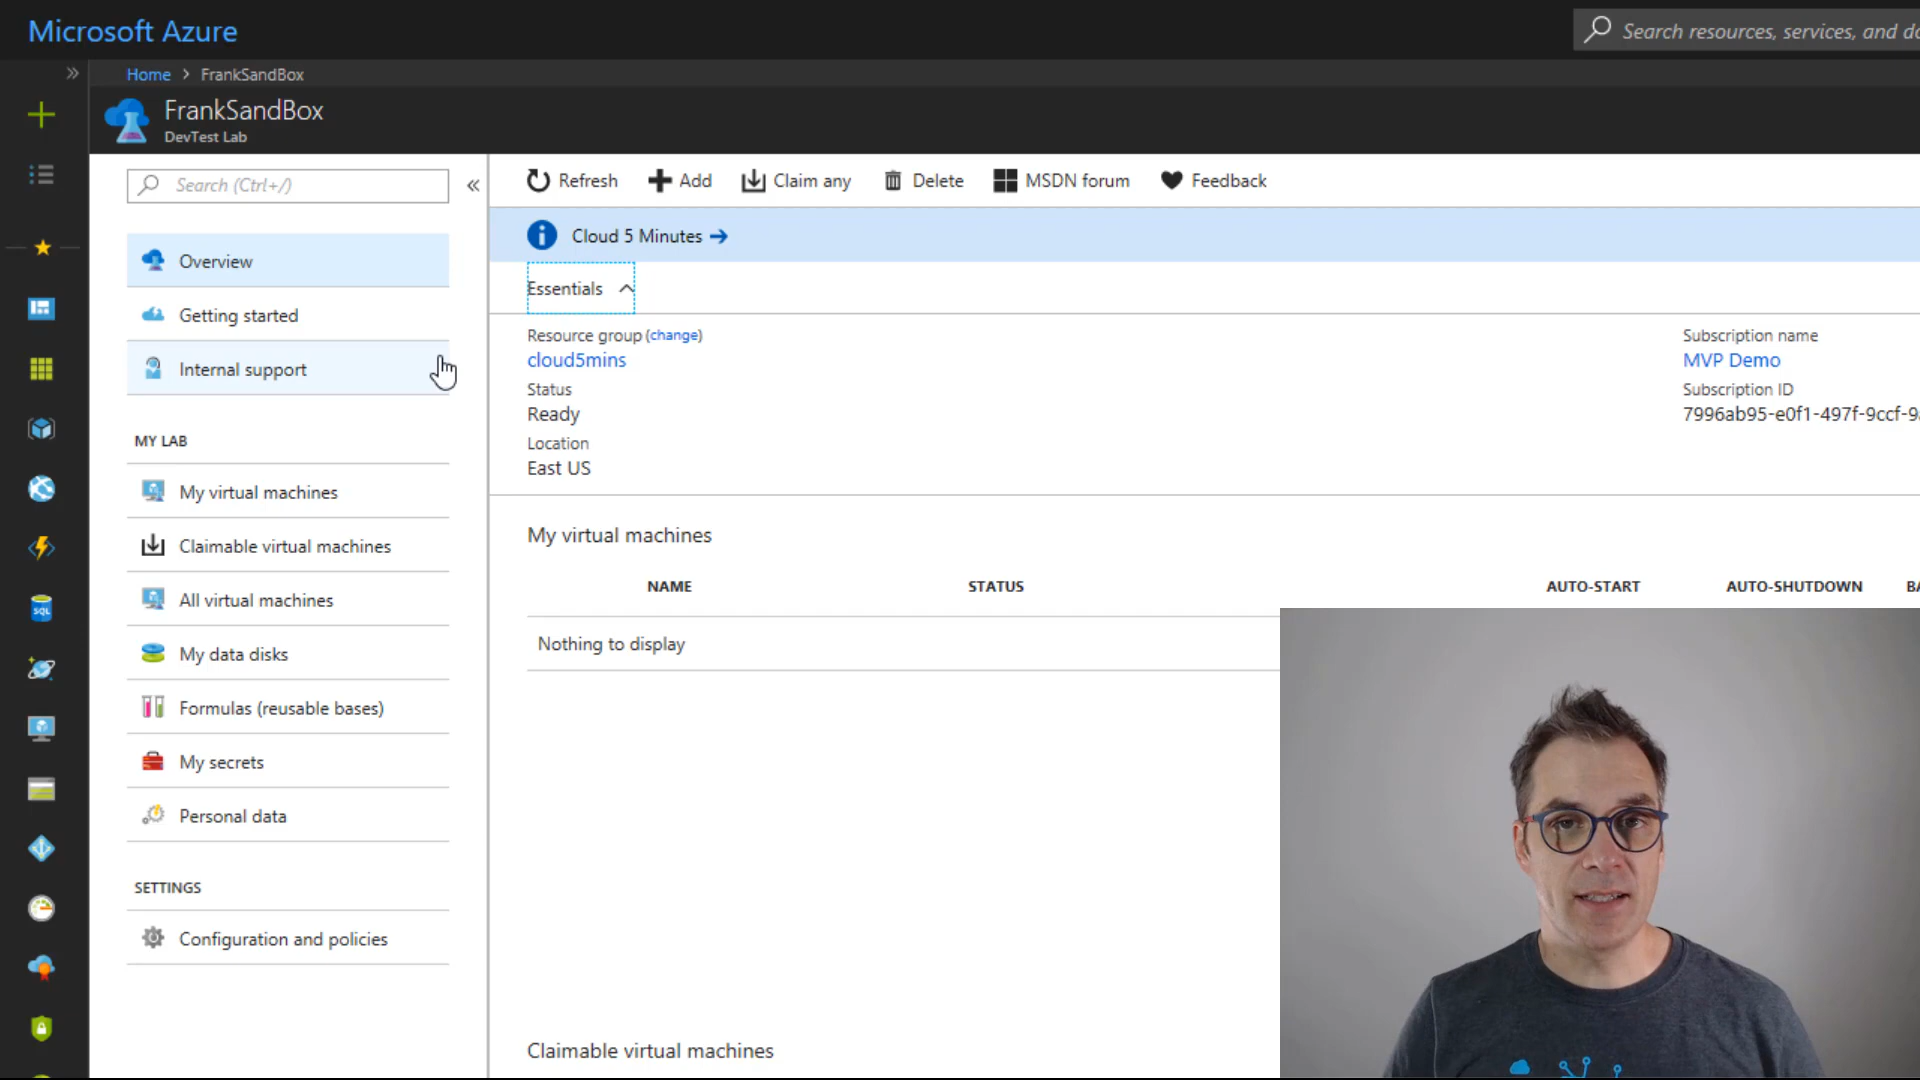 Microsoft Azure
Search resources, services, and do
Home > FrankSandBox
FrankSandBox
DevTest Lab
Search (Ctrl+/)
Overview
Getting started
Internal support
MY LAB
My virtual machines
Claimable virtual machines
All virtual machines
My data disks
Formulas (reusable bases)
My secrets
Personal data
SETTINGS
Configuration and policies
Refresh
Add
Claim any
Delete
MSDN forum
Feedback
Cloud 5 Minutes
Essentials
Resource group (change)
cloud5mins
Status
Ready
Location
East US
Subscription name
MVP Demo
Subscription ID
7996ab95-e0f1-497f-9ccf-9
My virtual machines
NAME STATUS AUTO-START AUTO-SHUTDOWN BA
Nothing to display
Claimable virtual machines
SQL